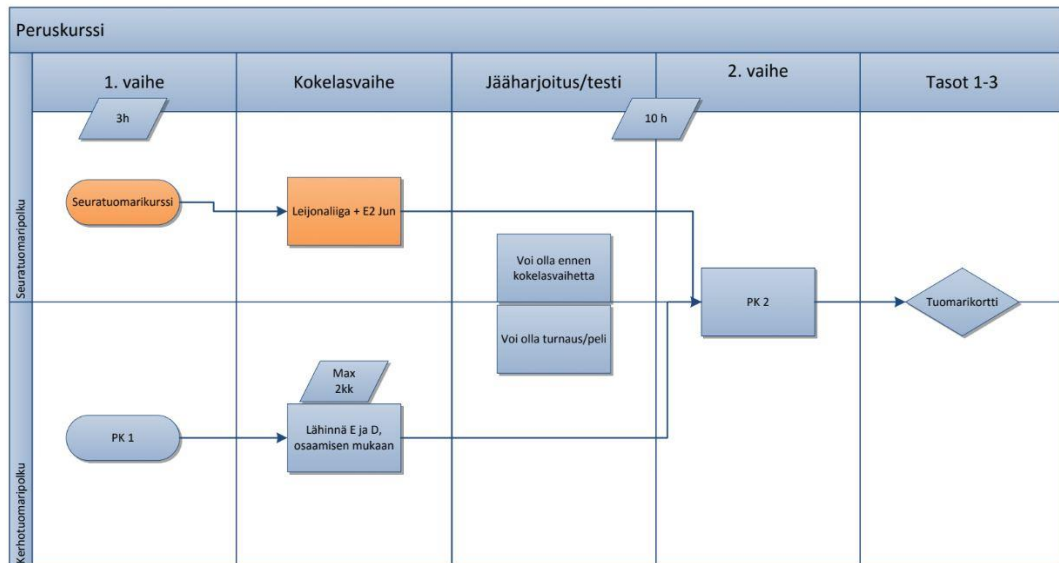 Peruskurssi
1. vaihe
Kokelasvaihe
Jääharjoitus/testi
2. vaihe
Tasot 1-3
3h
10 h
Seuratuomaripolku
Seuratuomarikurssi
Leijonaliiga + E2 Jun
Voi olla ennen
kokelasvaihetta
PK 2
Tuomarikortti
Voi olla turnaus/peli
Kerhotuomaripolku
Max
2kk
PK 1
Lähinnä E ja D,
osaamisen mukaan